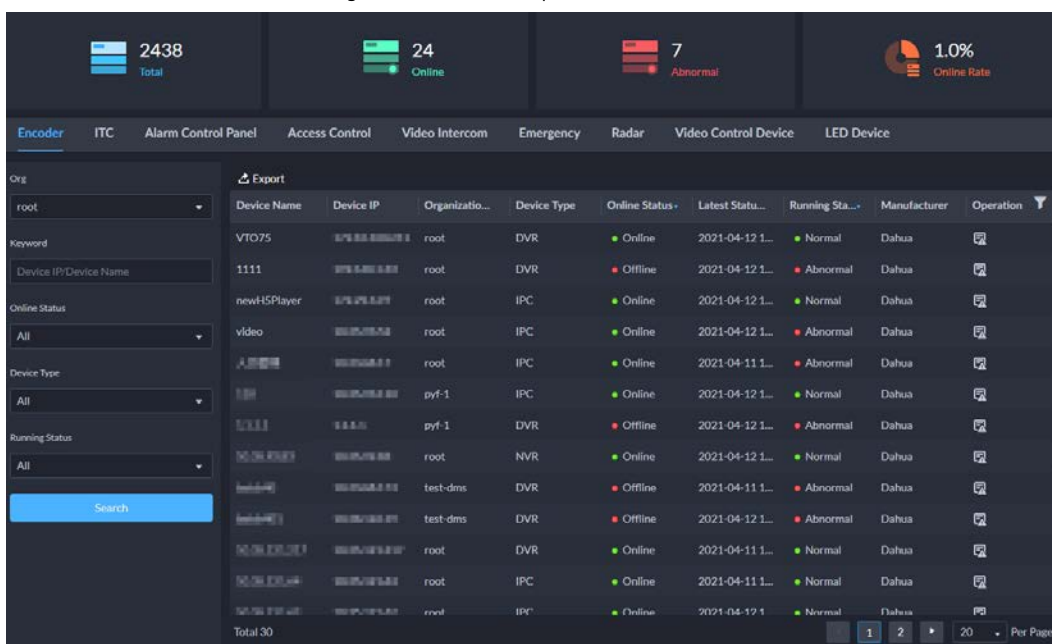 2438
Total
24
Online
7
Abnormal
1.0%
Online Rate
Encoder ITC Alarm Control Panel Access Control Video Intercom Emergency Radar Video Control Device LED Device
Org
root
Keyword
Device IP/Device Name
Online Status
All
Device Type
All
Running Status
All
Search
Export
Device Name Device IP Organizatio... Device Type Online Status Latest Statu... Running Sta... Manufacturer Operation
VTO75 root DVR Online 2021-04-12 1... Normal Dahua
1111 root DVR Offline 2021-04-12 1... Abnormal Dahua
newH5Player root IPC Online 2021-04-12 1... Normal Dahua
video root IPC Online 2021-04-12 1... Abnormal Dahua
root IPC Online 2021-04-11 1... Abnormal Dahua
pyf-1 IPC Online 2021-04-12 1... Normal Dahua
pyf-1 DVR Offline 2021-04-12 1... Abnormal Dahua
root NVR Online 2021-04-12 1... Normal Dahua
test-dms DVR Offline 2021-04-11 1... Abnormal Dahua
test-dms DVR Offline 2021-04-12 1... Abnormal Dahua
root DVR Online 2021-04-11 1... Normal Dahua
root IPC Online 2021-04-11 1... Normal Dahua
root IPC Online 2021-04-12 1 Normal Dahua
Total 30 1 2 20 Per Page